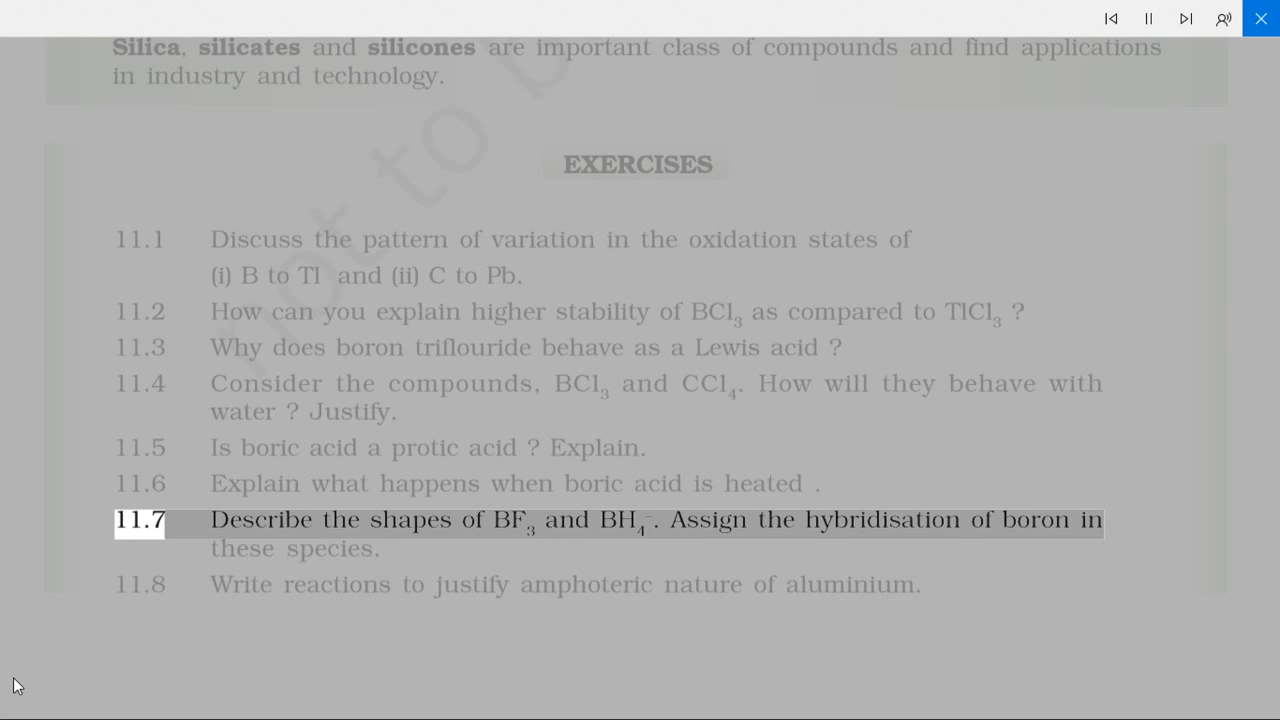 Silica, silicates and silicones are important class of compounds and find applications
in industry and technology.
EXERCISES
11.1 Discuss the pattern of variation in the oxidation states of
(i) B to Tl and (ii) C to Pb.
11.2 How can you explain higher stability of BCl₃ as compared to TlCl₃ ?
11.3 Why does boron triflouride behave as a Lewis acid ?
11.4 Consider the compounds, BCl₃ and CCl₄. How will they behave with
water ? Justify.
11.5 Is boric acid a protic acid ? Explain.
11.6 Explain what happens when boric acid is heated .
11.7 Describe the shapes of BF₃ and BH₄⁻. Assign the hybridisation of boron in
these species.
11.8 Write reactions to justify amphoteric nature of aluminium.
not to b